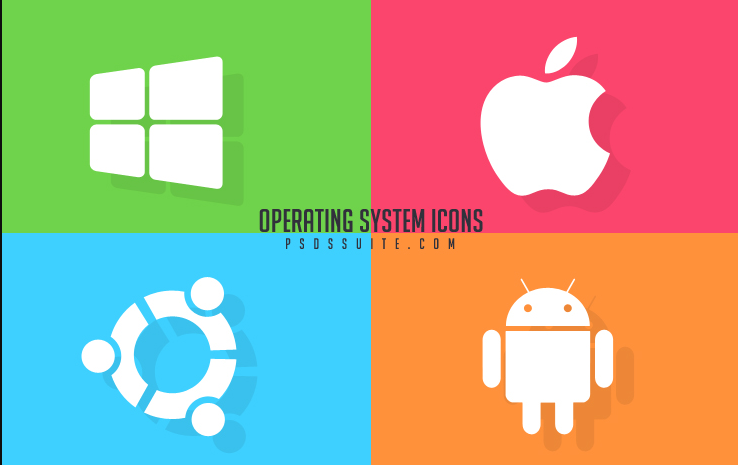 OPERATING SYSTEM ICONS
PSDSSUITE.COM